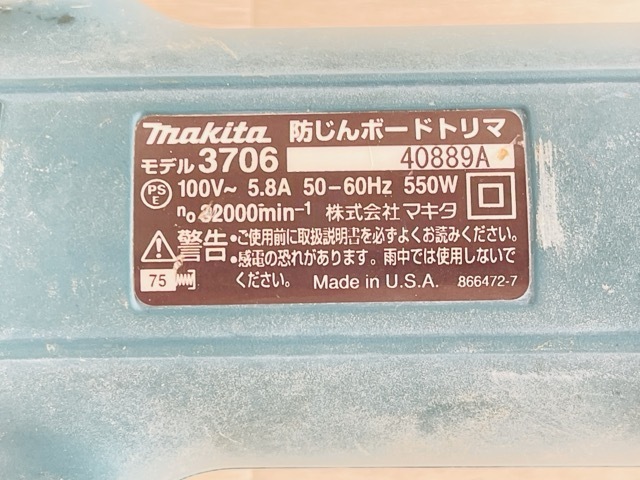 makita 防じんボードトリマ
モデル 3706 40889A
PS E 100V~ 5.8A 50-60Hz 550W
no 32000min-1 株式会社マキタ
警告 •ご使用前に取扱説明書を必ずよくお読みください。
•感電の恐れがあります。雨中では使用しないで
ください。 Made in U.S.A. 866472-7
75